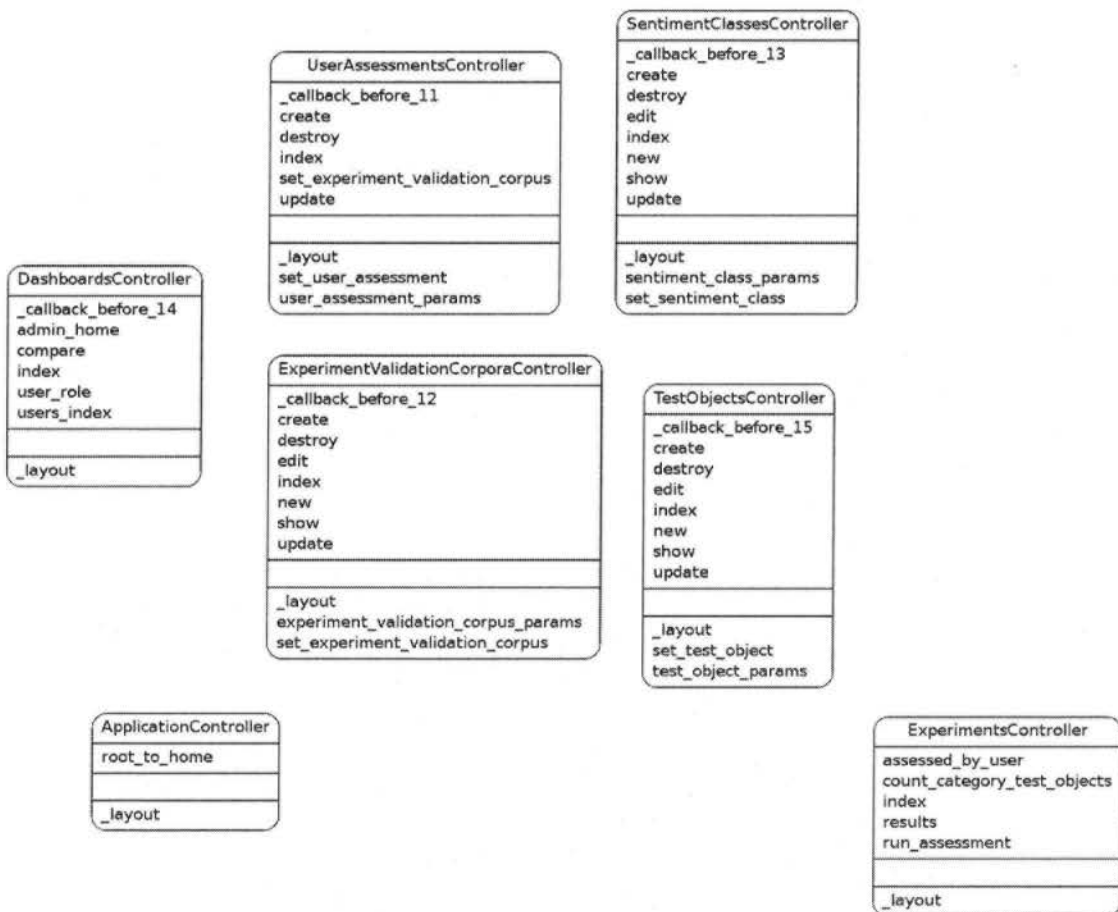 SentimentClassesController
_callback_before_13
create
destroy
edit
index
new
show
update
_layout
sentiment_class_params
set_sentiment_class
UserAssessmentsController
_callback_before_11
create
destroy
index
set_experiment_validation_corpus
update
_layout
set_user_assessment
user_assessment_params
DashboardsController
_callback_before_14
admin_home
compare
index
user_role
users_index
_layout
ExperimentValidationCorporaController
_callback_before_12
create
destroy
edit
index
new
show
update
_layout
experiment_validation_corpus_params
set_experiment_validation_corpus
TestObjectsController
_callback_before_15
create
destroy
edit
index
new
show
update
_layout
set_test_object
test_object_params
ApplicationController
root_to_home
_layout
ExperimentsController
assessed_by_user
count_category_test_objects
index
results
run_assessment
_layout